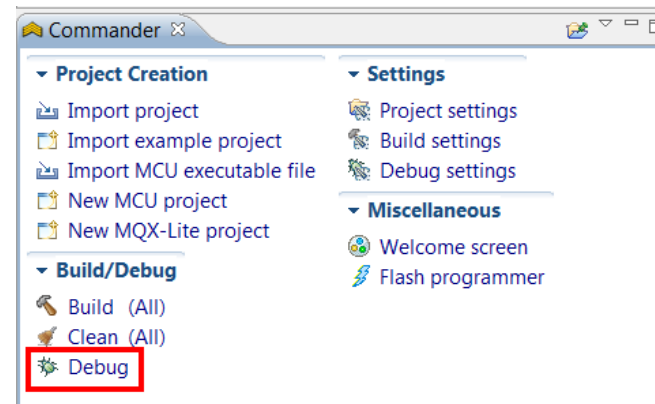 Commander
Project Creation
Import project
Import example project
Import MCU executable file
New MCU project
New MQX-Lite project
Build/Debug
Build (All)
Clean (All)
Debug
Settings
Project settings
Build settings
Debug settings
Miscellaneous
Welcome screen
Flash programmer